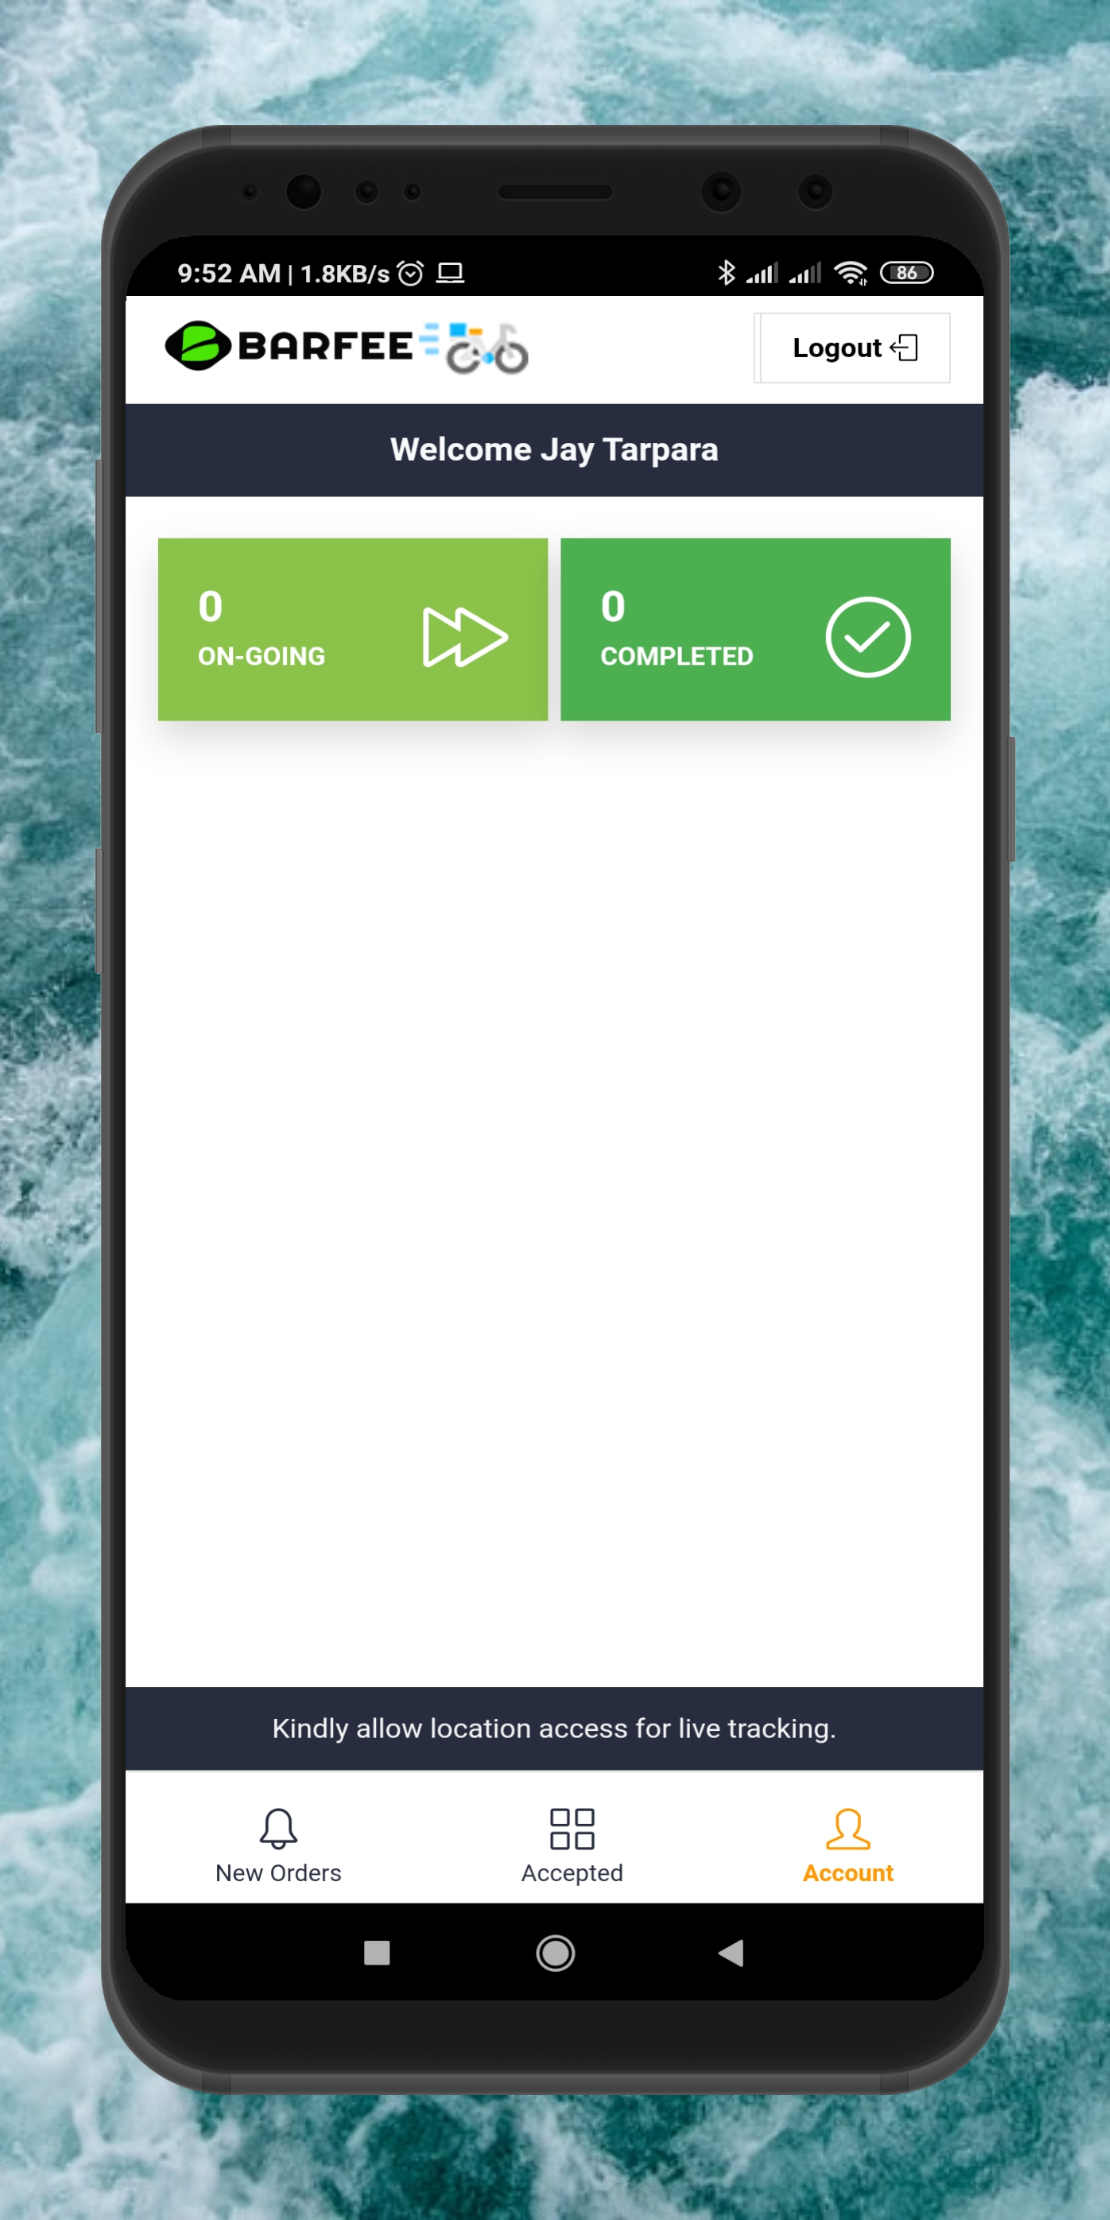 9:52 AM | 1.8KB/s 86
BARFEE
Logout
Welcome Jay Tarpara
0
ON-GOING
0
COMPLETED
Kindly allow location access for live tracking.
New Orders
Accepted
Account